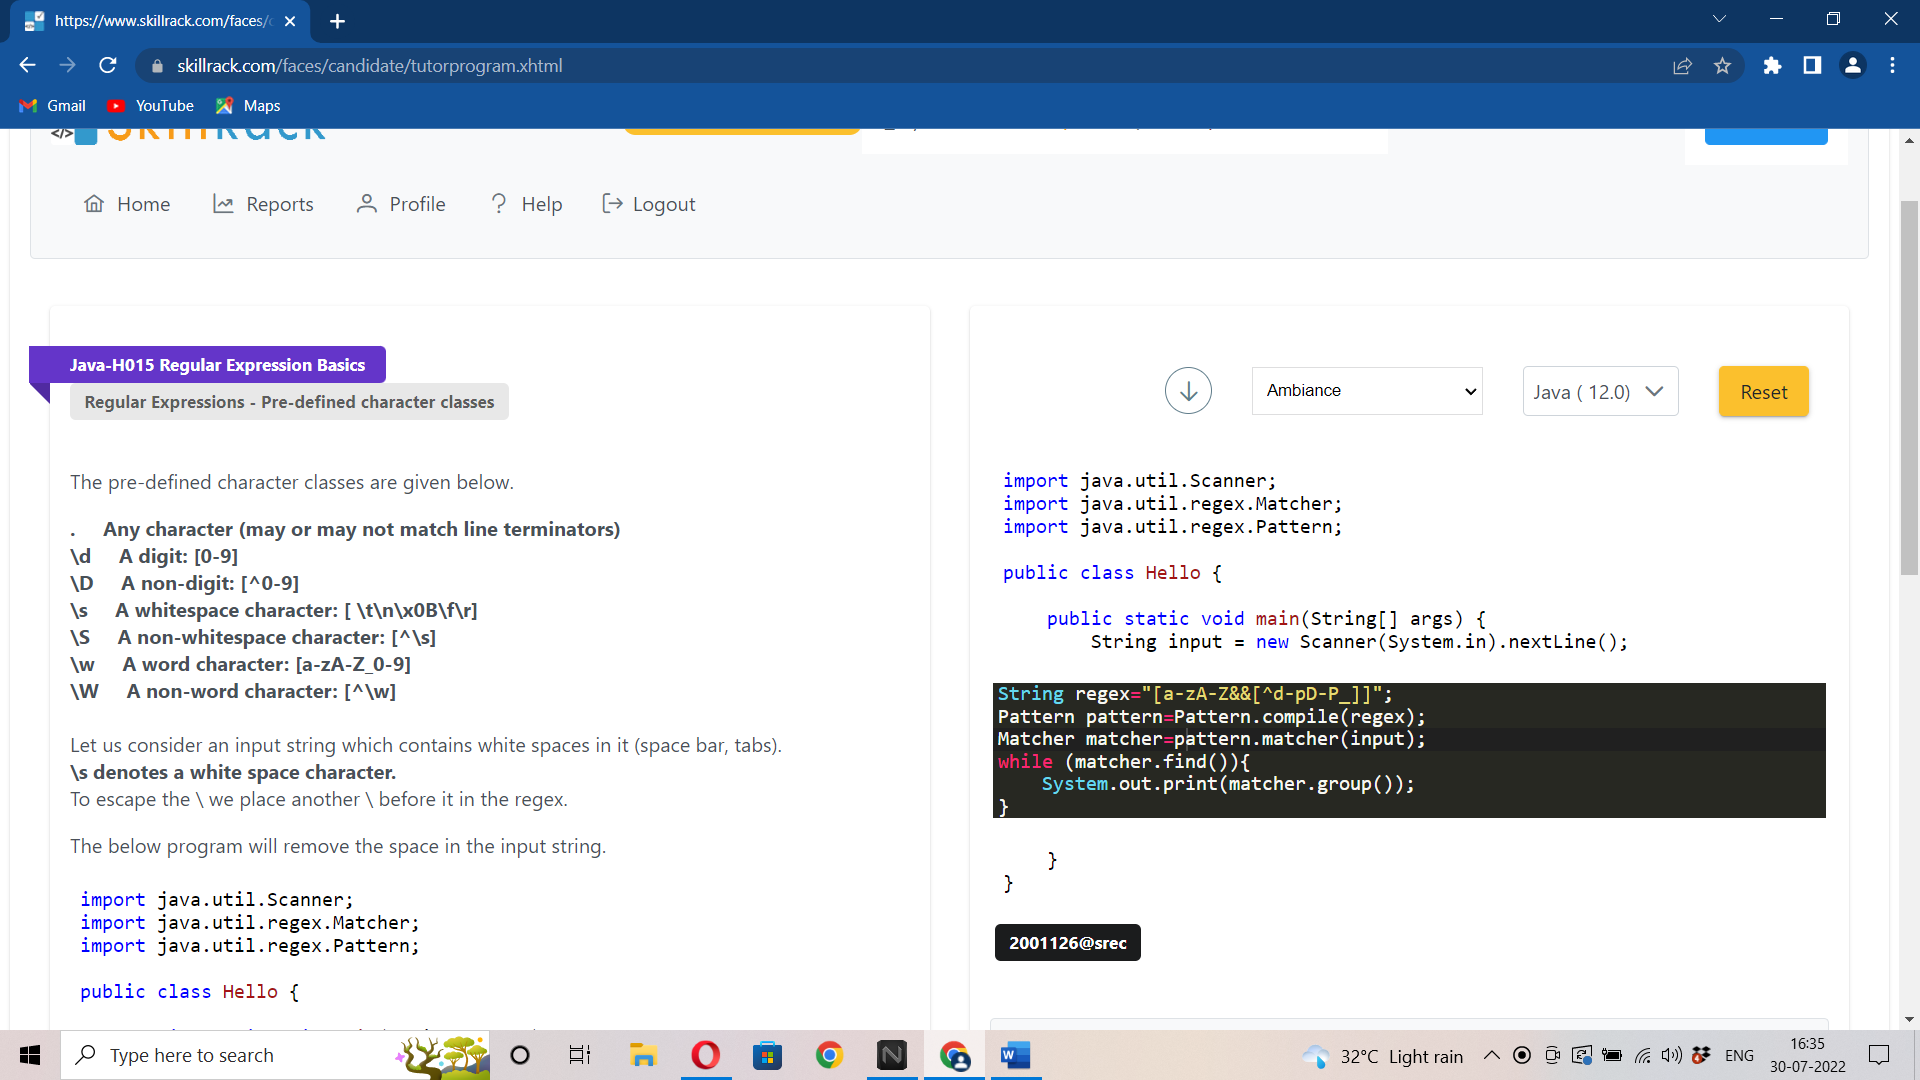 https://www.skillrack.com/faces/c
skillrack.com/faces/candidate/tutorprogram.xhtml
Gmail YouTube Maps
</> SkillRack
Home Reports Profile Help Logout
Java-H015 Regular Expression Basics
Regular Expressions - Pre-defined character classes
The pre-defined character classes are given below.
. Any character (may or may not match line terminators)
\d A digit: [0-9]
\D A non-digit: [^0-9]
\s A whitespace character: [ \t\n\x0B\f\r]
\S A non-whitespace character: [^\s]
\w A word character: [a-zA-Z_0-9]
\W A non-word character: [^\w]
Let us consider an input string which contains white spaces in it (space bar, tabs).
\s denotes a white space character.
To escape the \ we place another \ before it in the regex.
The below program will remove the space in the input string.
import java.util.Scanner;
import java.util.regex.Matcher;
import java.util.regex.Pattern;
public class Hello {
Ambiance
Java ( 12.0)
Reset
import java.util.Scanner;
import java.util.regex.Matcher;
import java.util.regex.Pattern;
public class Hello {
public static void main(String[] args) {
String input = new Scanner(System.in).nextLine();
String regex="[a-zA-Z&&[^d-pD-P_]]";
Pattern pattern=Pattern.compile(regex);
Matcher matcher=pattern.matcher(input);
while (matcher.find()){
System.out.print(matcher.group());
}
}
}
2001126@srec
Type here to search
32°C Light rain
ENG
16:35
30-07-2022